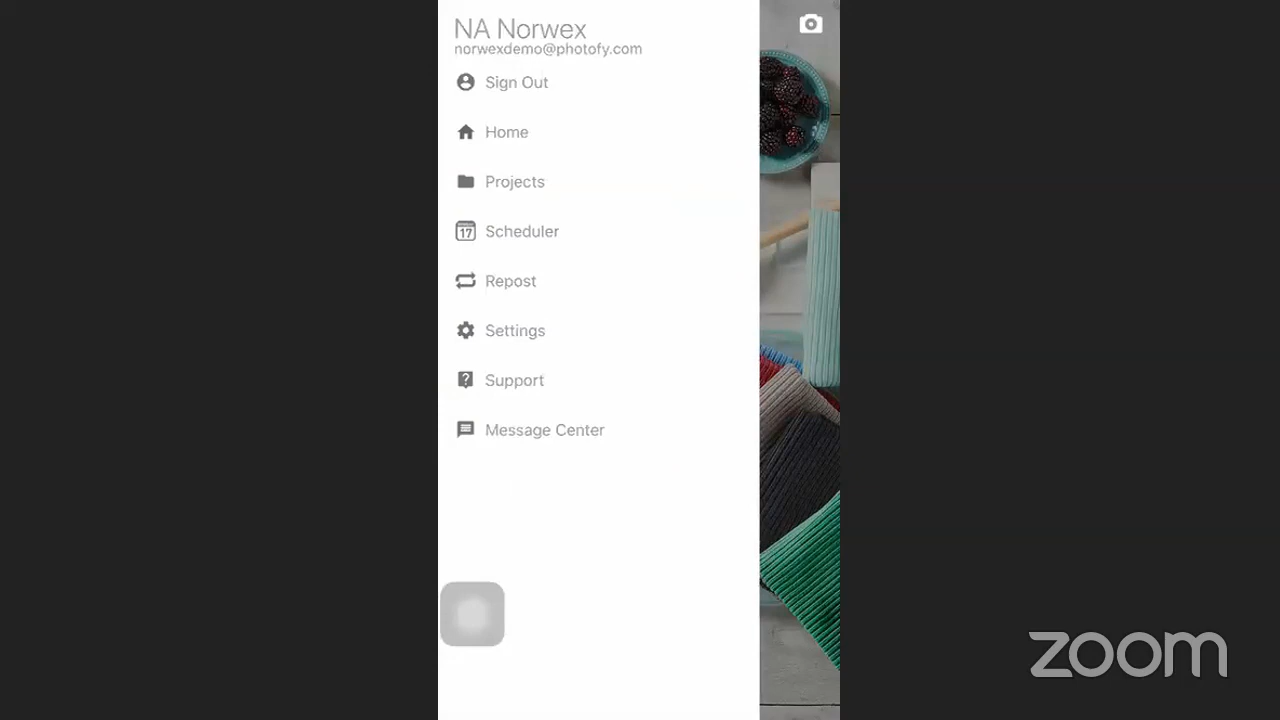 NA Norwex
norwexdemo@photofy.com
Sign Out
Home
Projects
17 Scheduler
Repost
Settings
? Support
Message Center
zoom